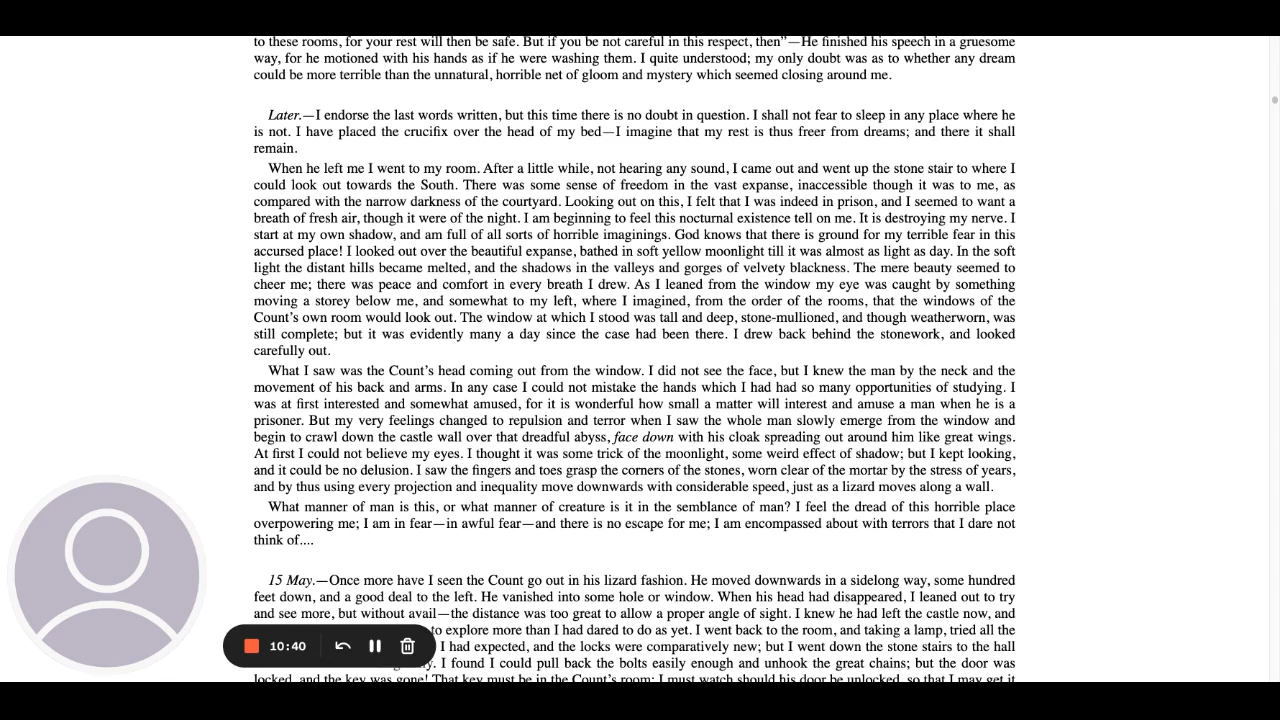 to these rooms, for your rest will then be safe. But if you be not careful in this respect, then”—He finished his speech in a gruesome
way, for he motioned with his hands as if he were washing them. I quite understood; my only doubt was as to whether any dream
could be more terrible than the unnatural, horrible net of gloom and mystery which seemed closing around me.
Later.—I endorse the last words written, but this time there is no doubt in question. I shall not fear to sleep in any place where he
is not. I have placed the crucifix over the head of my bed—I imagine that my rest is thus freer from dreams; and there it shall
remain.
When he left me I went to my room. After a little while, not hearing any sound, I came out and went up the stone stair to where I
could look out towards the South. There was some sense of freedom in the vast expanse, inaccessible though it was to me, as
compared with the narrow darkness of the courtyard. Looking out on this, I felt that I was indeed in prison, and I seemed to want a
breath of fresh air, though it were of the night. I am beginning to feel this nocturnal existence tell on me. It is destroying my nerve. I
start at my own shadow, and am full of all sorts of horrible imaginings. God knows that there is ground for my terrible fear in this
accursed place! I looked out over the beautiful expanse, bathed in soft yellow moonlight till it was almost as light as day. In the soft
light the distant hills became melted, and the shadows in the valleys and gorges of velvety blackness. The mere beauty seemed to
cheer me; there was peace and comfort in every breath I drew. As I leaned from the window my eye was caught by something
moving a storey below me, and somewhat to my left, where I imagined, from the order of the rooms, that the windows of the
Count’s own room would look out. The window at which I stood was tall and deep, stone-mullioned, and though weatherworn, was
still complete; but it was evidently many a day since the case had been there. I drew back behind the stonework, and looked
carefully out.
What I saw was the Count’s head coming out from the window. I did not see the face, but I knew the man by the neck and the
movement of his back and arms. In any case I could not mistake the hands which I had had so many opportunities of studying. I
was at first interested and somewhat amused, for it is wonderful how small a matter will interest and amuse a man when he is a
prisoner. But my very feelings changed to repulsion and terror when I saw the whole man slowly emerge from the window and
begin to crawl down the castle wall over that dreadful abyss, face down with his cloak spreading out around him like great wings.
At first I could not believe my eyes. I thought it was some trick of the moonlight, some weird effect of shadow; but I kept looking,
and it could be no delusion. I saw the fingers and toes grasp the corners of the stones, worn clear of the mortar by the stress of years,
and by thus using every projection and inequality move downwards with considerable speed, just as a lizard moves along a wall.
What manner of man is this, or what manner of creature is it in the semblance of man? I feel the dread of this horrible place
overpowering me; I am in fear—in awful fear—and there is no escape for me; I am encompassed about with terrors that I dare not
think of....
15 May.—Once more have I seen the Count go out in his lizard fashion. He moved downwards in a sidelong way, some hundred
feet down, and a good deal to the left. He vanished into some hole or window. When his head had disappeared, I leaned out to try
and see more, but without avail—the distance was too great to allow a proper angle of sight. I knew he had left the castle now, and
to explore more than I had dared to do as yet. I went back to the room, and taking a lamp, tried all the
10:40
I had expected, and the locks were comparatively new; but I went down the stone stairs to the hall
I found I could pull back the bolts easily enough and unhook the great chains; but the door was
locked, and the key was gone! That key must be in the Count’s room; I must watch should his door be unlocked, so that I may get it